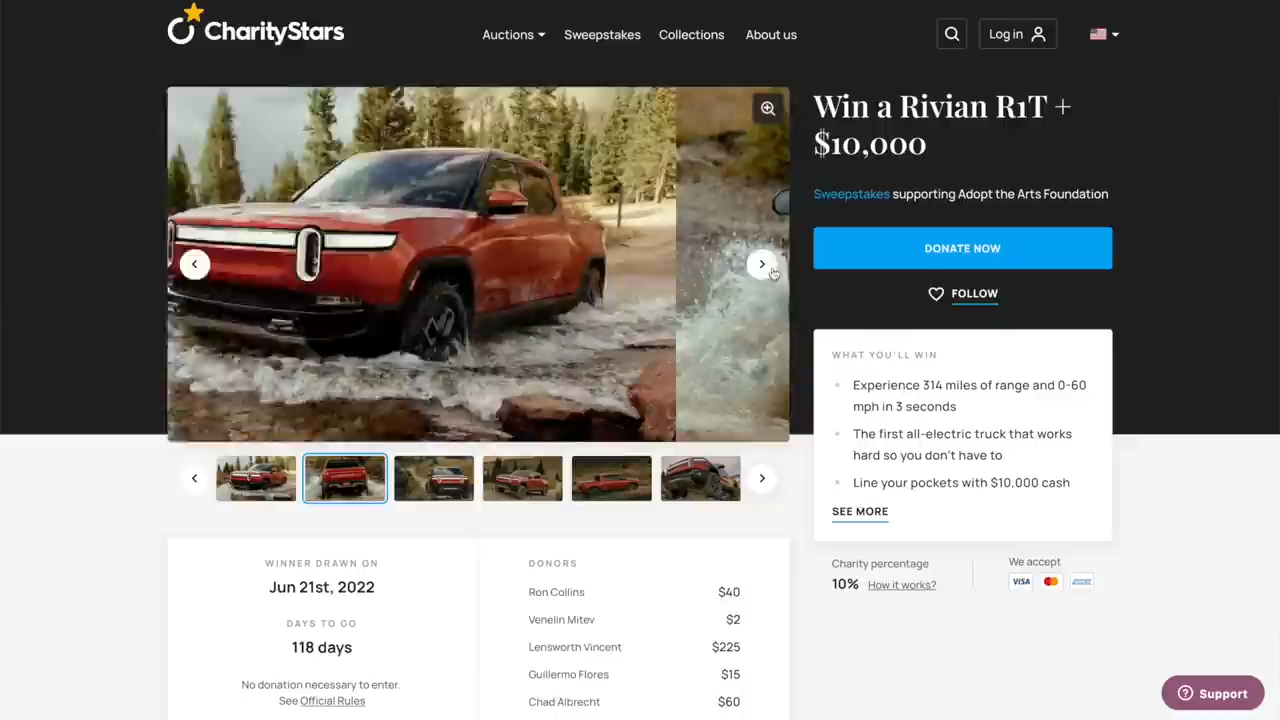 CharityStars
Auctions
Sweepstakes
Collections
About us
Log in
Win a Rivian R1T +
$10,000
Sweepstakes supporting Adopt the Arts Foundation
DONATE NOW
FOLLOW
WHAT YOU'LL WIN
Experience 314 miles of range and 0-60
mph in 3 seconds
The first all-electric truck that works
hard so you don't have to
Line your pockets with $10,000 cash
SEE MORE
Charity percentage
10% How it works?
We accept
VISA
WINNER DRAWN ON
Jun 21st, 2022
DAYS TO GO
118 days
No donation necessary to enter.
See Official Rules
DONORS
Ron Collins $40
Venelin Mitev $2
Lensworth Vincent $225
Guillermo Flores $15
Chad Albrecht $60
Support